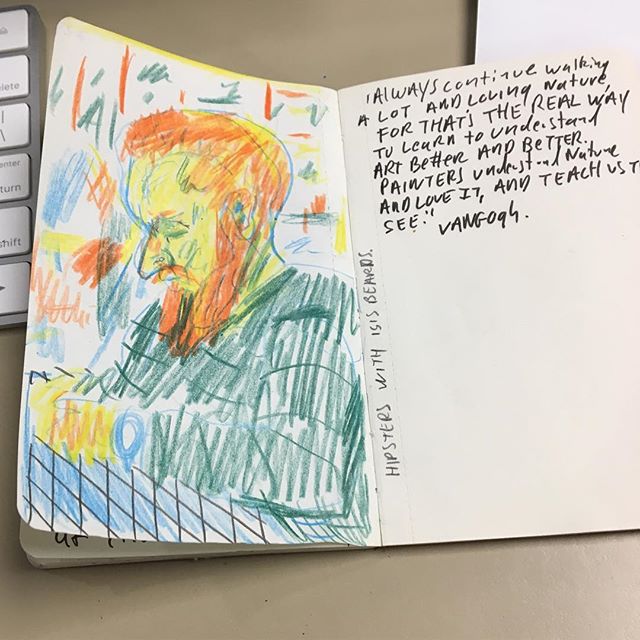 'Always continue walking
A LOT AND Loving Nature,
FOR THAT'S THE REAL WAY
TO LeArn to understand
ART BeHer AND BETTER.
PAINTERS understand Nature
AND LOVE IT, AND TEACH US TO
SEE."
VANGOgh.
HIPSTERS WITH ISIS BEARDS.
elete
\
enter
turn
shift